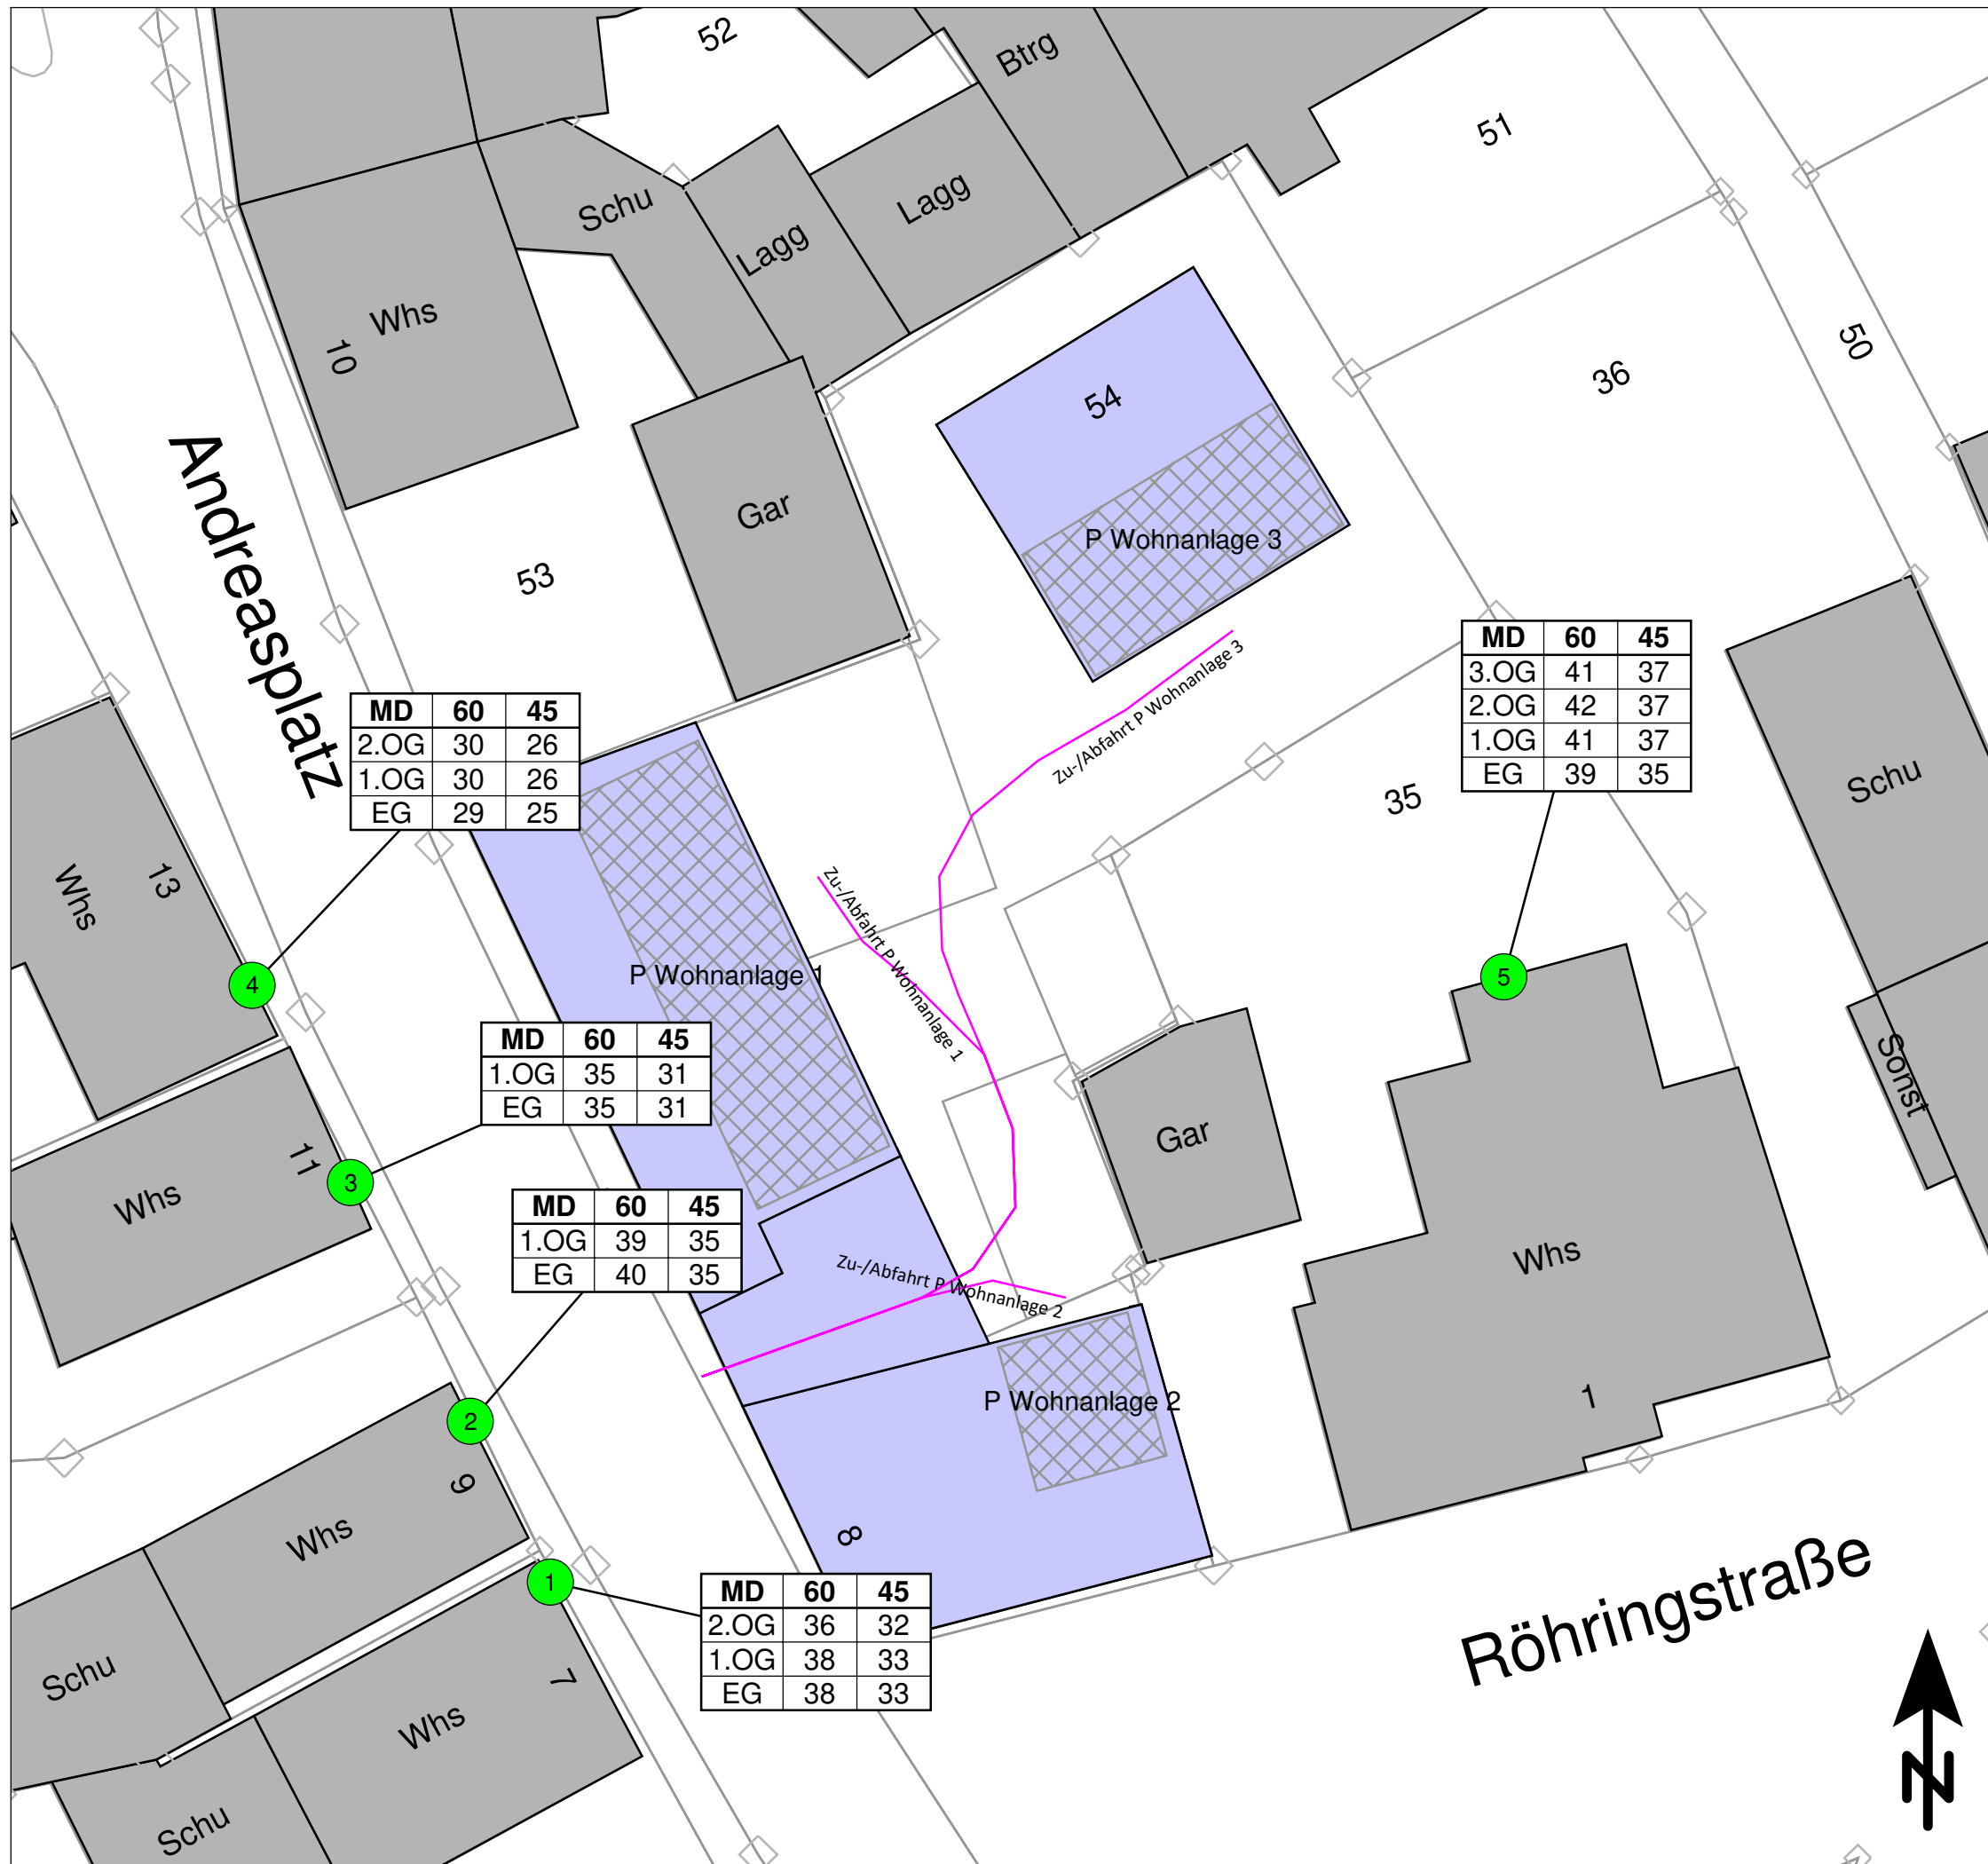 52
Btrg
51
Schu
Lagg
Lagg
Whs
10
50
36
54
Andreasplatz
Gar
P Wohnanlage 3
53
MD 60 45
3.OG 41 37
2.OG 42 37
1.OG 41 37
EG 39 35
Zu-/Abfahrt P Wohnanlage 3
MD 60 45
2.OG 30 26
1.OG 30 26
EG 29 25
35
Schu
Whs
13
Zu-/Abfahrt P Wohnanlage 1
P Wohnanlage 1
4
5
MD 60 45
1.OG 35 31
EG 35 31
Sonst
Gar
11
3
Whs
MD 60 45
1.OG 39 35
EG 40 35
Whs
Zu-/Abfahrt P Wohnanlage 2
1
P Wohnanlage 2
2
9
8
Whs
1
MD 60 45
2.OG 36 32
1.OG 38 33
EG 38 33
Röhringstraße
Schu
7
Whs
Schu
N